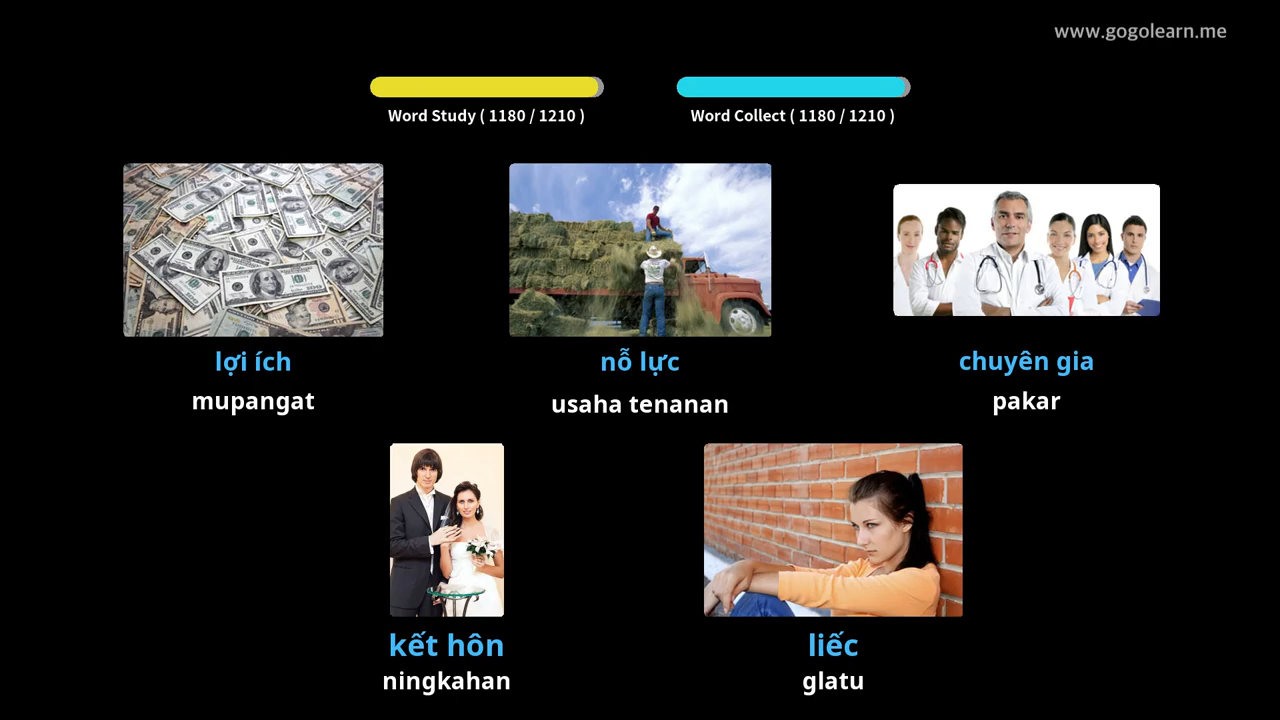 www.gogolearn.me
Word Study ( 1180 / 1210 )
Word Collect ( 1180 / 1210 )
lợi ích
mupangat
nỗ lực
usaha tenanan
chuyên gia
pakar
kết hôn
ningkahan
liếc
glatu